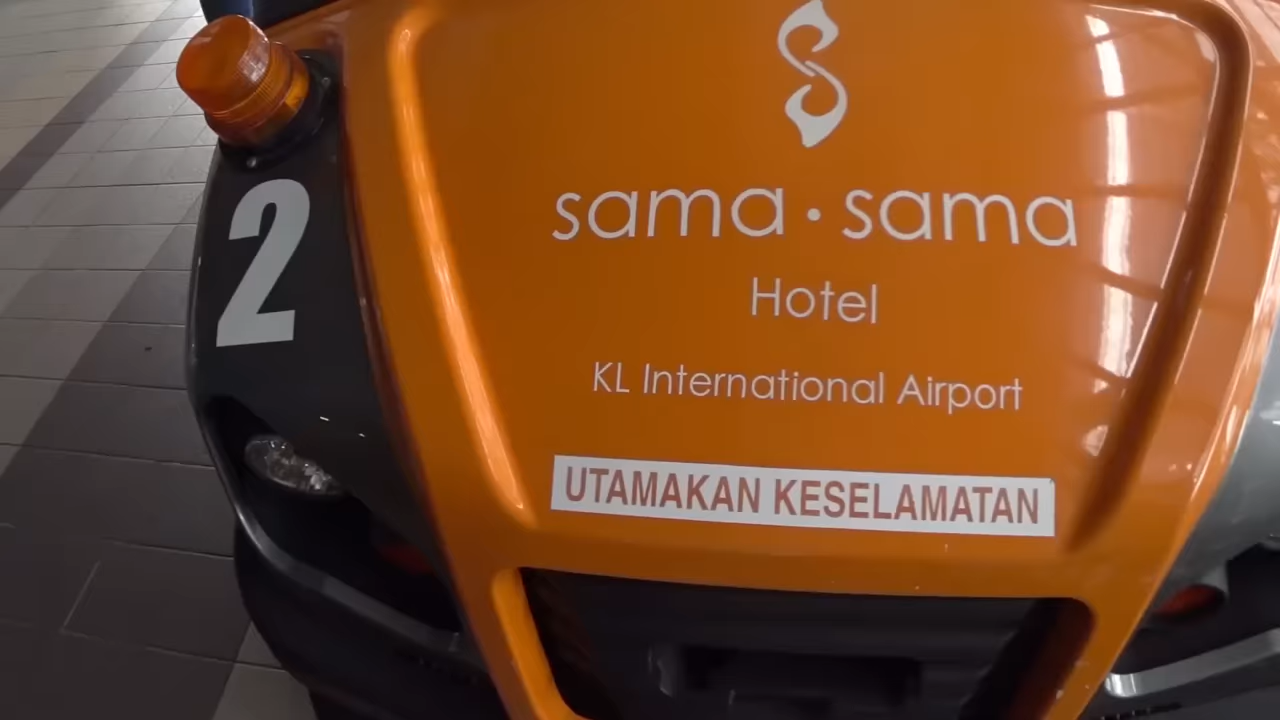 2
sama·sama
Hotel
KL International Airport
UTAMAKAN KESELAMATAN